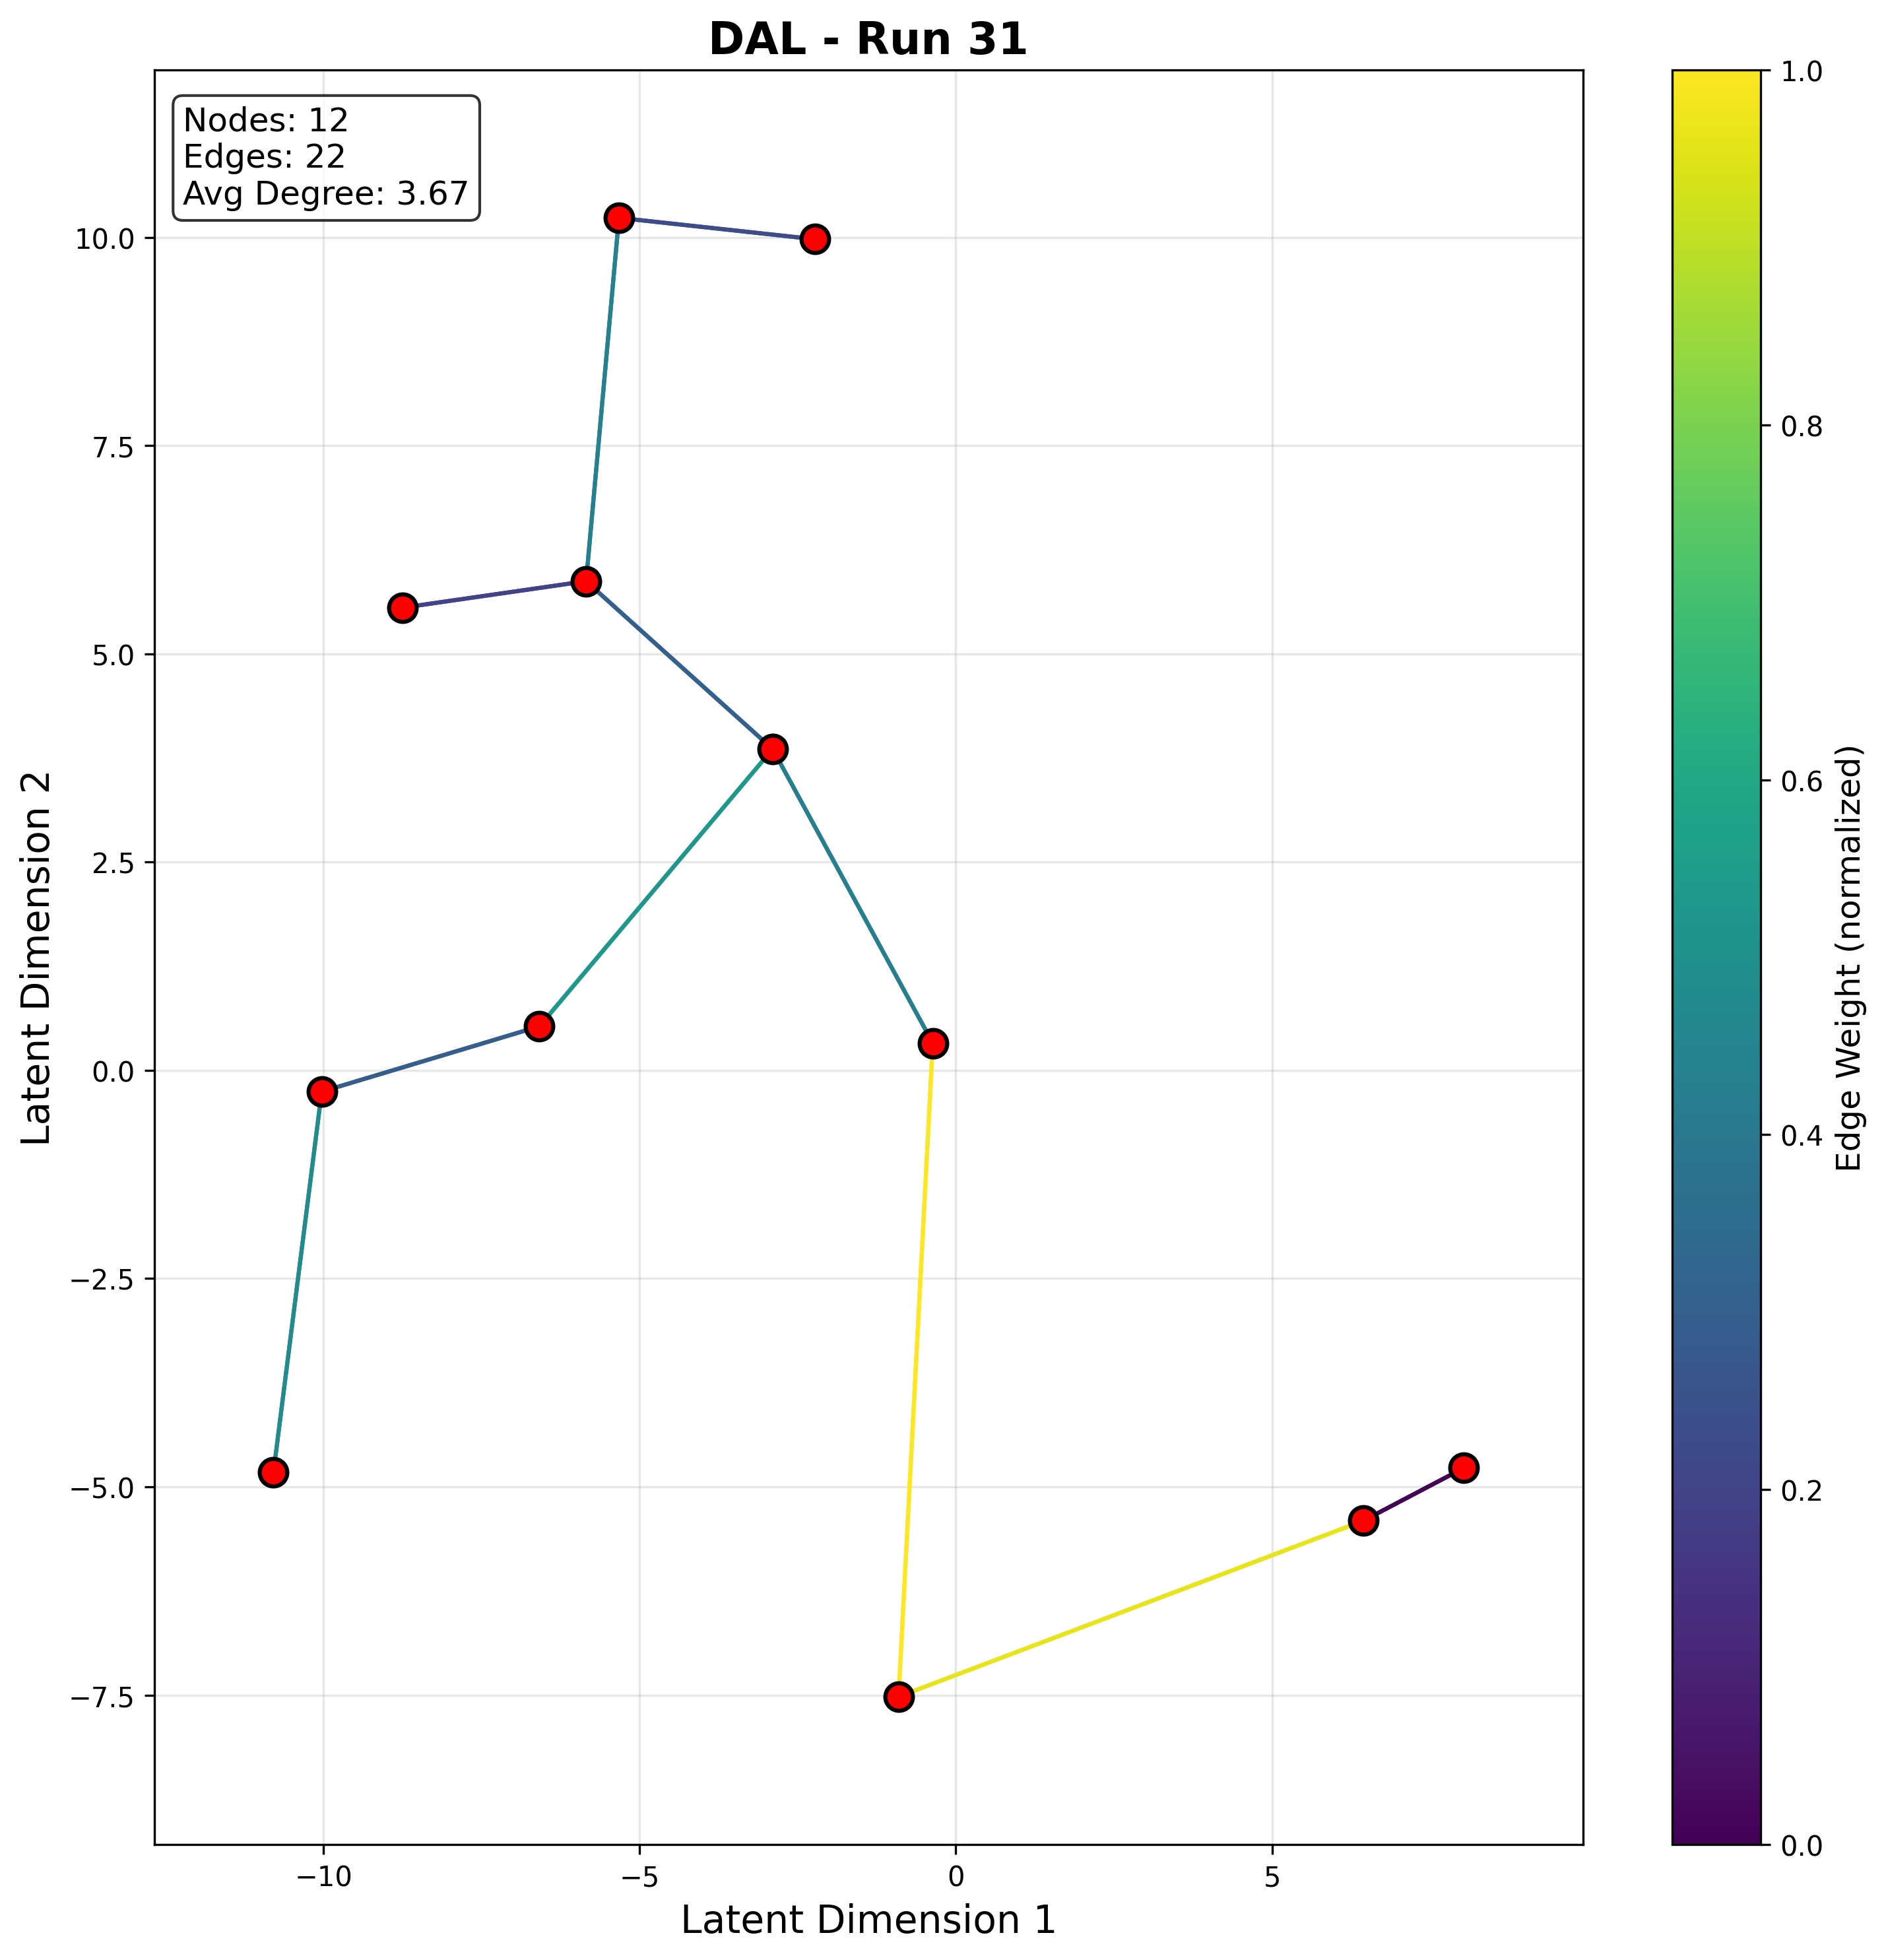 DAL - Run 31
Nodes: 12
Edges: 22
Avg Degree: 3.67
10.0
7.5
5.0
2.5
0.0
−2.5
−5.0
−7.5
Latent Dimension 2
−10
−5
0
5
Latent Dimension 1
1.0
0.8
0.6
0.4
0.2
0.0
Edge Weight (normalized)